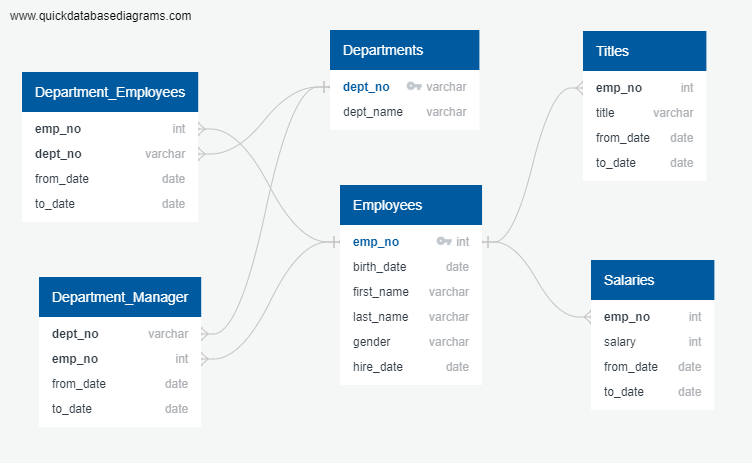 www.quickdatabasediagrams.com
Departments
dept_no varchar
dept_name varchar
Titles
emp_no int
title varchar
from_date date
to_date date
Department_Employees
emp_no int
dept_no varchar
from_date date
to_date date
Employees
emp_no int
birth_date date
first_name varchar
last_name varchar
gender varchar
hire_date date
Department_Manager
dept_no varchar
emp_no int
from_date date
to_date date
Salaries
emp_no int
salary int
from_date date
to_date date